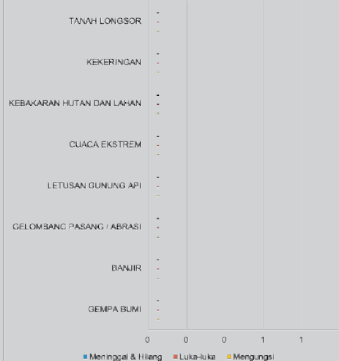 TANAH LONGSOR
-
-
-
KEKERINGAN
-
-
-
KEBAKARAN HUTAN DAN LAHAN
-
-
-
CUACA EKSTREM
-
-
-
LETUSAN GUNUNG API
-
-
-
GELOMBANG PASANG / ABRASI
-
-
-
BANJIR
-
-
-
GEMPA BUMI
-
-
-
0 0 0 1 1
Meninggal & Hilang Luka-luka Mengungsi